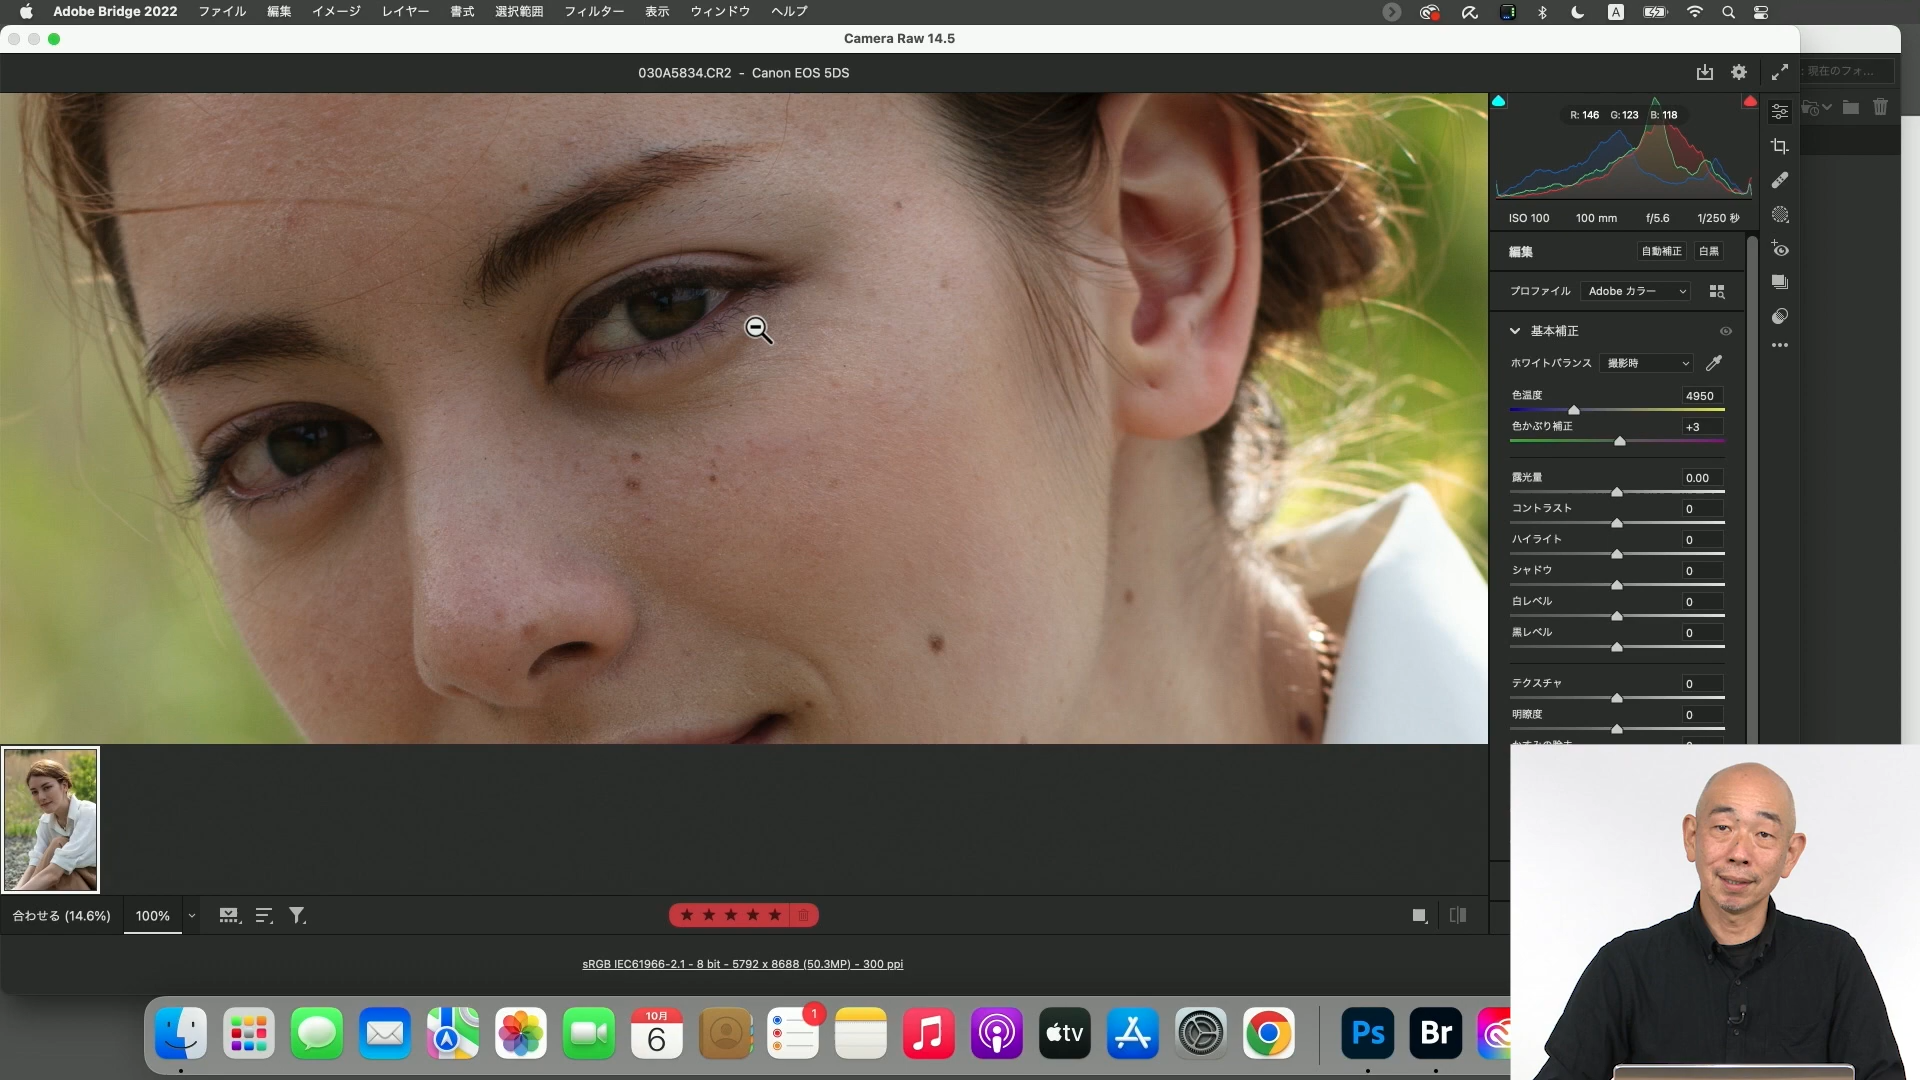 Adobe Bridge 2022 ファイル 編集 イメージ レイヤー 書式 選択範囲 フィルター 表示 ウィンドウ ヘルプ A
Camera Raw 14.5
030A5834.CR2 - Canon EOS 5DS
: 現在のフォ...
R: 146 G: 123 B: 118
ISO 100 100 mm f/5.6 1/250 秒
編集 自動補正 白黒
プロファイル Adobe カラー
基本補正
ホワイトバランス 撮影時
色温度 4950
色かぶり補正 +3
露光量 0.00
コントラスト 0
ハイライト 0
シャドウ 0
白レベル 0
黒レベル 0
テクスチャ 0
明瞭度 0
合わせる (14.6%) 100%
sRGB IEC61966-2.1 - 8 bit - 5792 x 8688 (50.3MP) - 300 ppi
10月
6
1
tv
Ps
Br